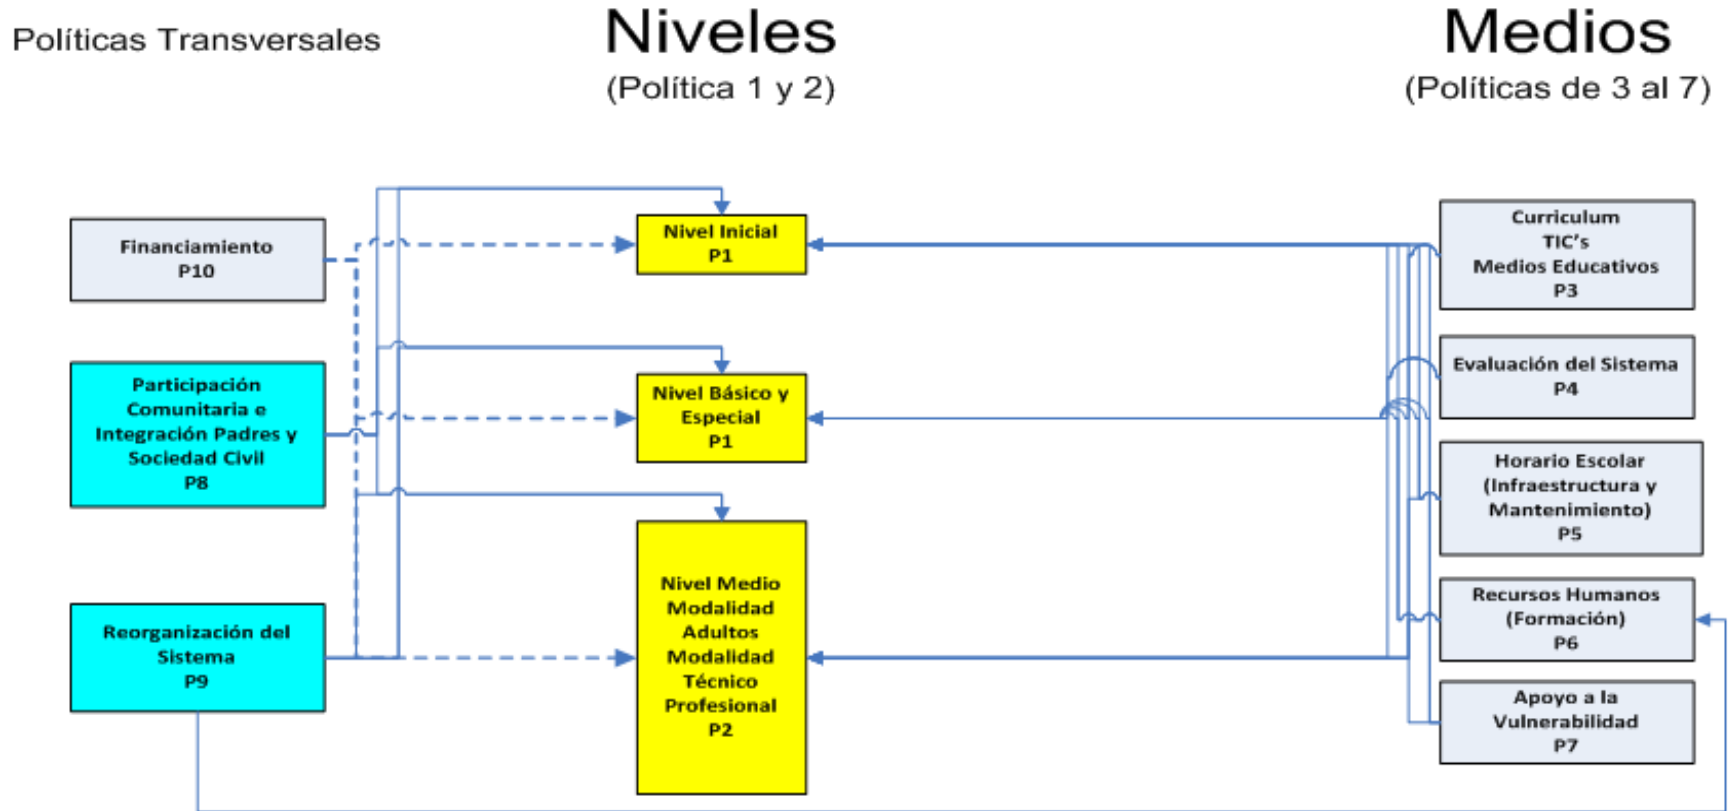 Políticas Transversales
Niveles
(Política 1 y 2)
Medios
(Políticas de 3 al 7)
Financiamiento
P10
Participación
Comunitaria e
Integración Padres y
Sociedad Civil
P8
Reorganización del
Sistema
P9
Nivel Inicial
P1
Nivel Básico y
Especial
P1
Nivel Medio
Modalidad
Adultos
Modalidad
Técnico
Profesional
P2
Curriculum
TIC's
Medios Educativos
P3
Evaluación del Sistema
P4
Horario Escolar
(Infraestructura y
Mantenimiento)
P5
Recursos Humanos
(Formación)
P6
Apoyo a la
Vulnerabilidad
P7